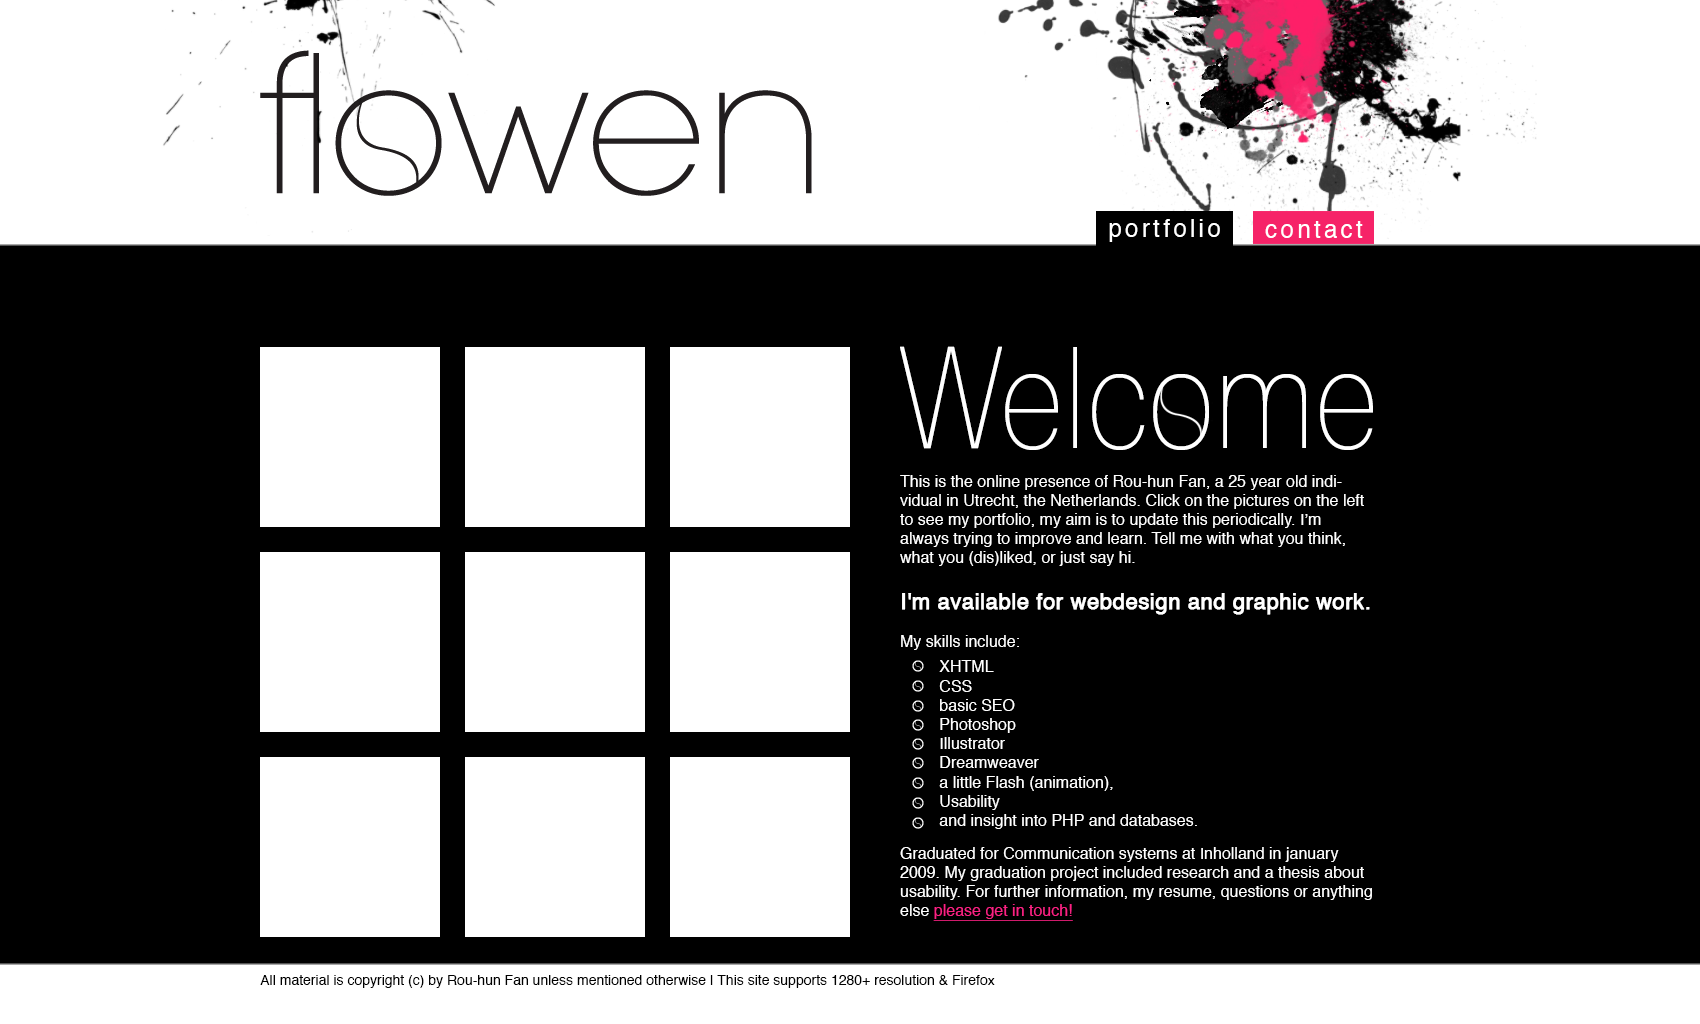 flowen
portfolio
contact
Welcome
This is the online presence of Rou-hun Fan, a 25 year old indi-
vidual in Utrecht, the Netherlands. Click on the pictures on the left
to see my portfolio, my aim is to update this periodically. I'm
always trying to improve and learn. Tell me with what you think,
what you (dis)liked, or just say hi.
I'm available for webdesign and graphic work.
My skills include:
XHTML
CSS
basic SEO
Photoshop
Illustrator
Dreamweaver
a little Flash (animation),
Usability
and insight into PHP and databases.
Graduated for Communication systems at Inholland in january
2009. My graduation project included research and a thesis about
usability. For further information, my resume, questions or anything
else please get in touch!
All material is copyright (c) by Rou-hun Fan unless mentioned otherwise | This site supports 1280+ resolution & Firefox